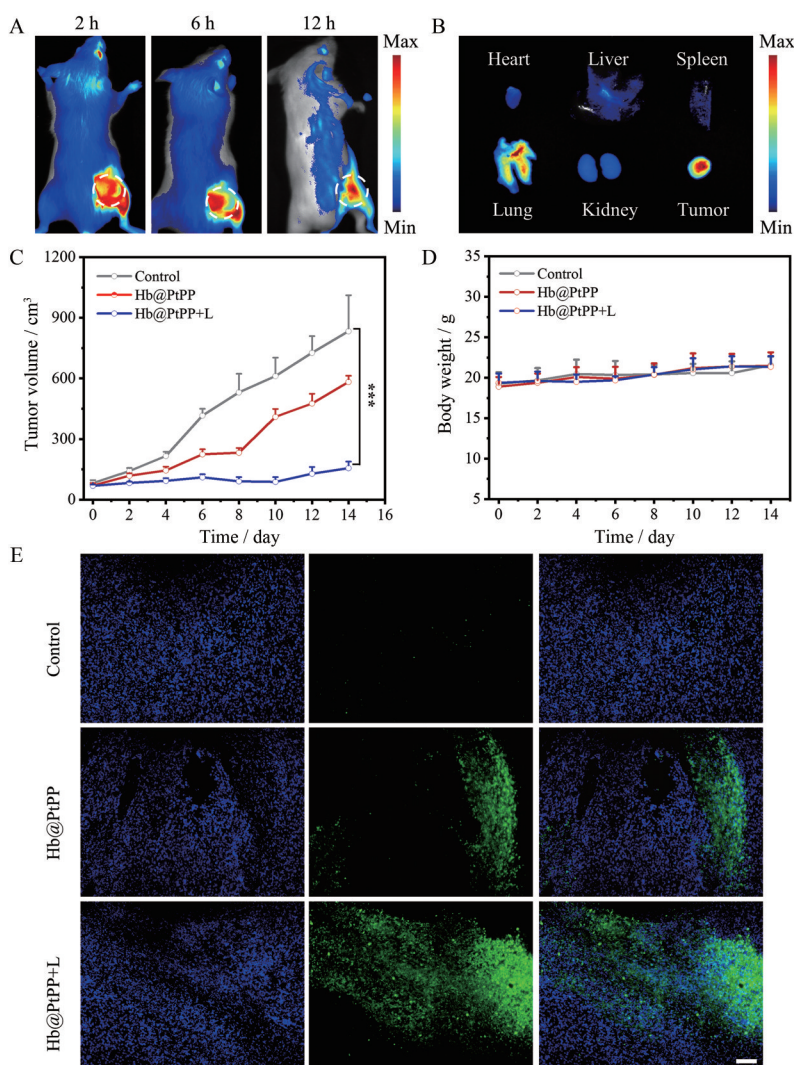 A
2 h 6 h 12 h
Max
Min
B
Heart Liver Spleen
Lung Kidney Tumor
Max
Min
C
1200
900
600
300
0
Tumor volume / cm³
Control
Hb@PtPP
Hb@PtPP+L
***
0 2 4 6 8 10 12 14
Time / day
D
35
30
25
20
15
10
5
Body weight / g
Control
Hb@PtPP
Hb@PtPP+L
0 2 4 6 8 10 12 14
Time / day
E
Control
Hb@PtPP
Hb@PtPP+L